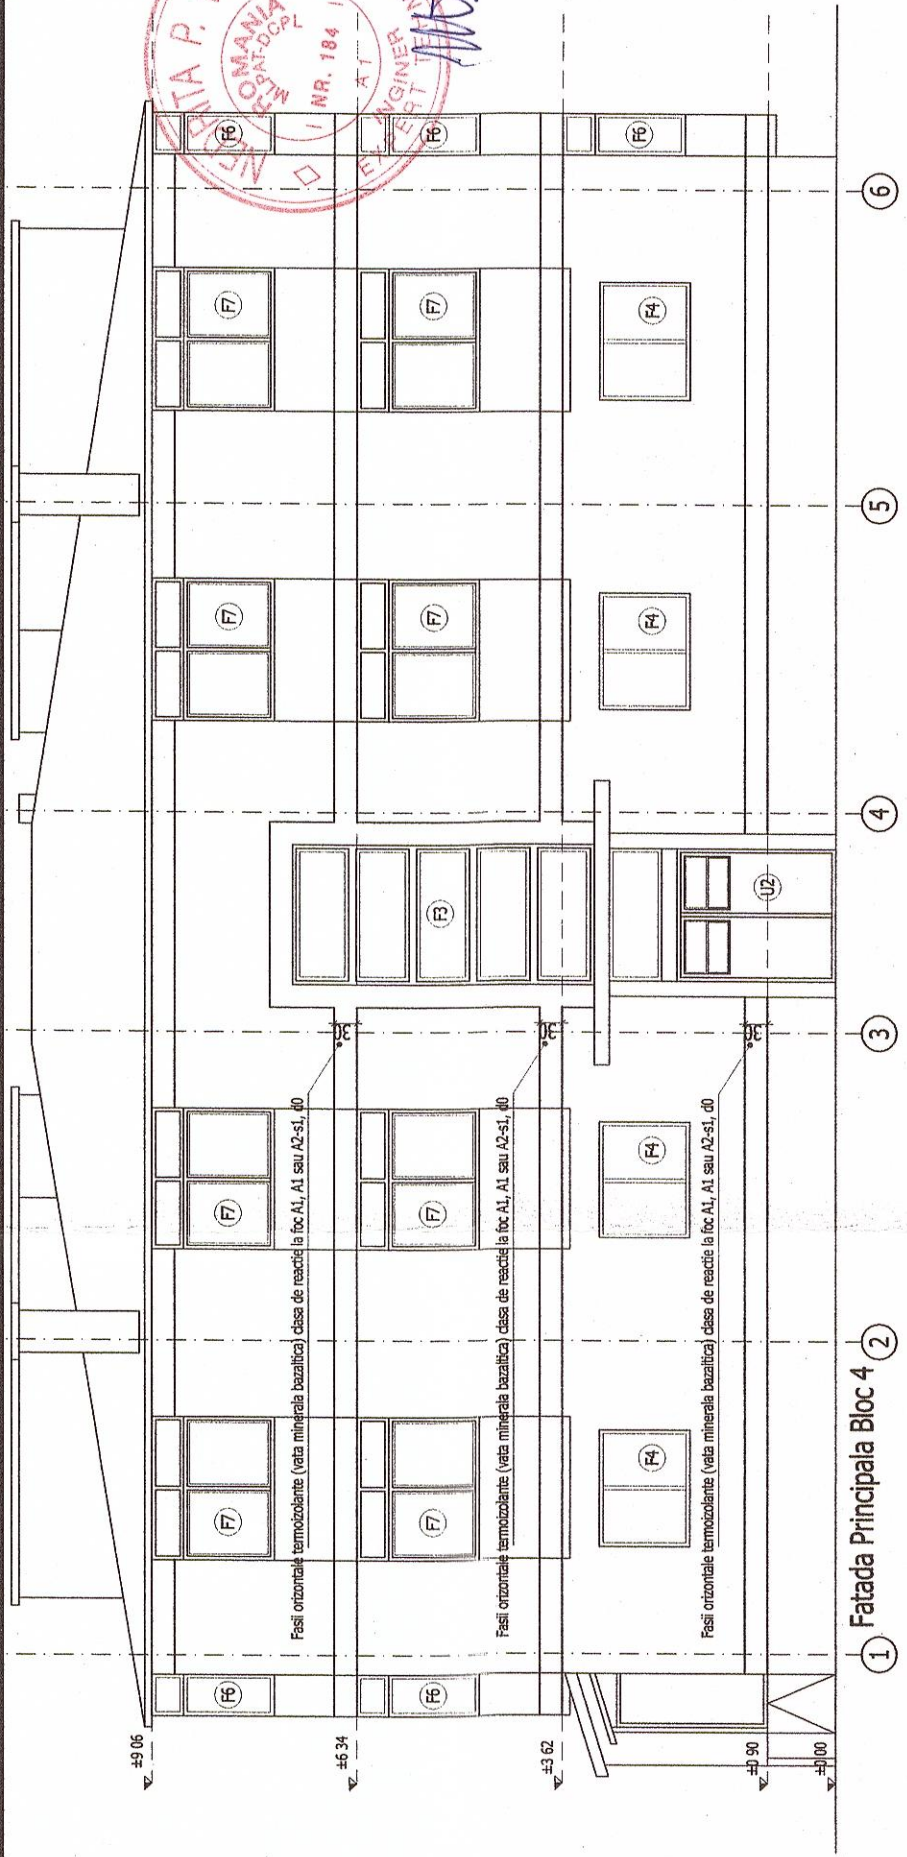 ±9 06
±6 34
±3 62
±0 90
±0 00
F6
F7
F7
F7
F7
F6
F6
F7
F7
F3
F7
F7
F6
F4
F4
U2
F4
F4
F6
Fasii orizontale termoizolante (vata minerala bazaltica) clasa de reactie la foc A1, A1 sau A2-s1, d0
30
Fasii orizontale termoizolante (vata minerala bazaltica) clasa de reactie la foc A1, A1 sau A2-s1, d0
30
Fasii orizontale termoizolante (vata minerala bazaltica) clasa de reactie la foc A1, A1 sau A2-s1, d0
30
1
2
3
4
5
6
Fatada Principala Bloc 4
P.
ROMANIA
MLPAT-DCPL
NR. 184
A1
INGINER
EXPERT